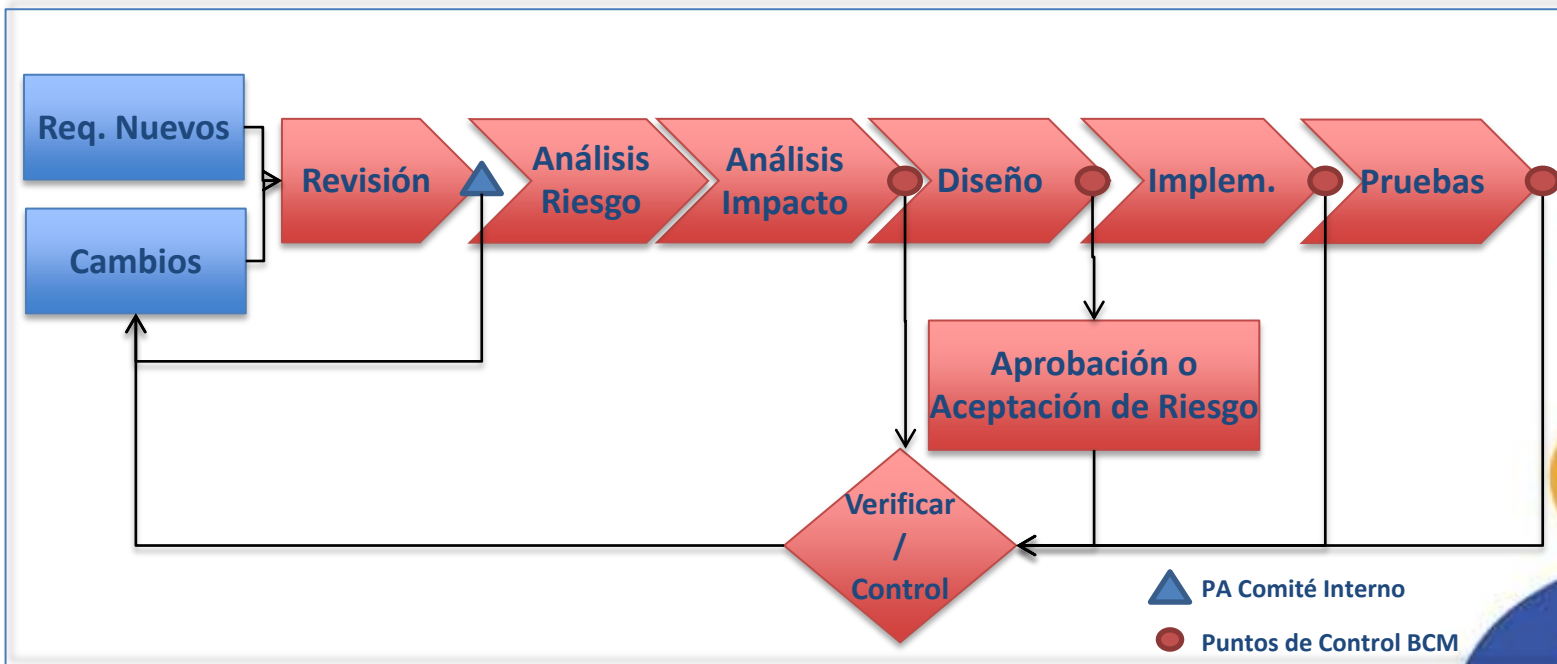 Req. Nuevos
Cambios
Revisión
Análisis
Riesgo
Análisis
Impacto
Diseño
Implem.
Pruebas
Aprobación o
Aceptación de Riesgo
Verificar
/
Control
PA Comité Interno
Puntos de Control BCM